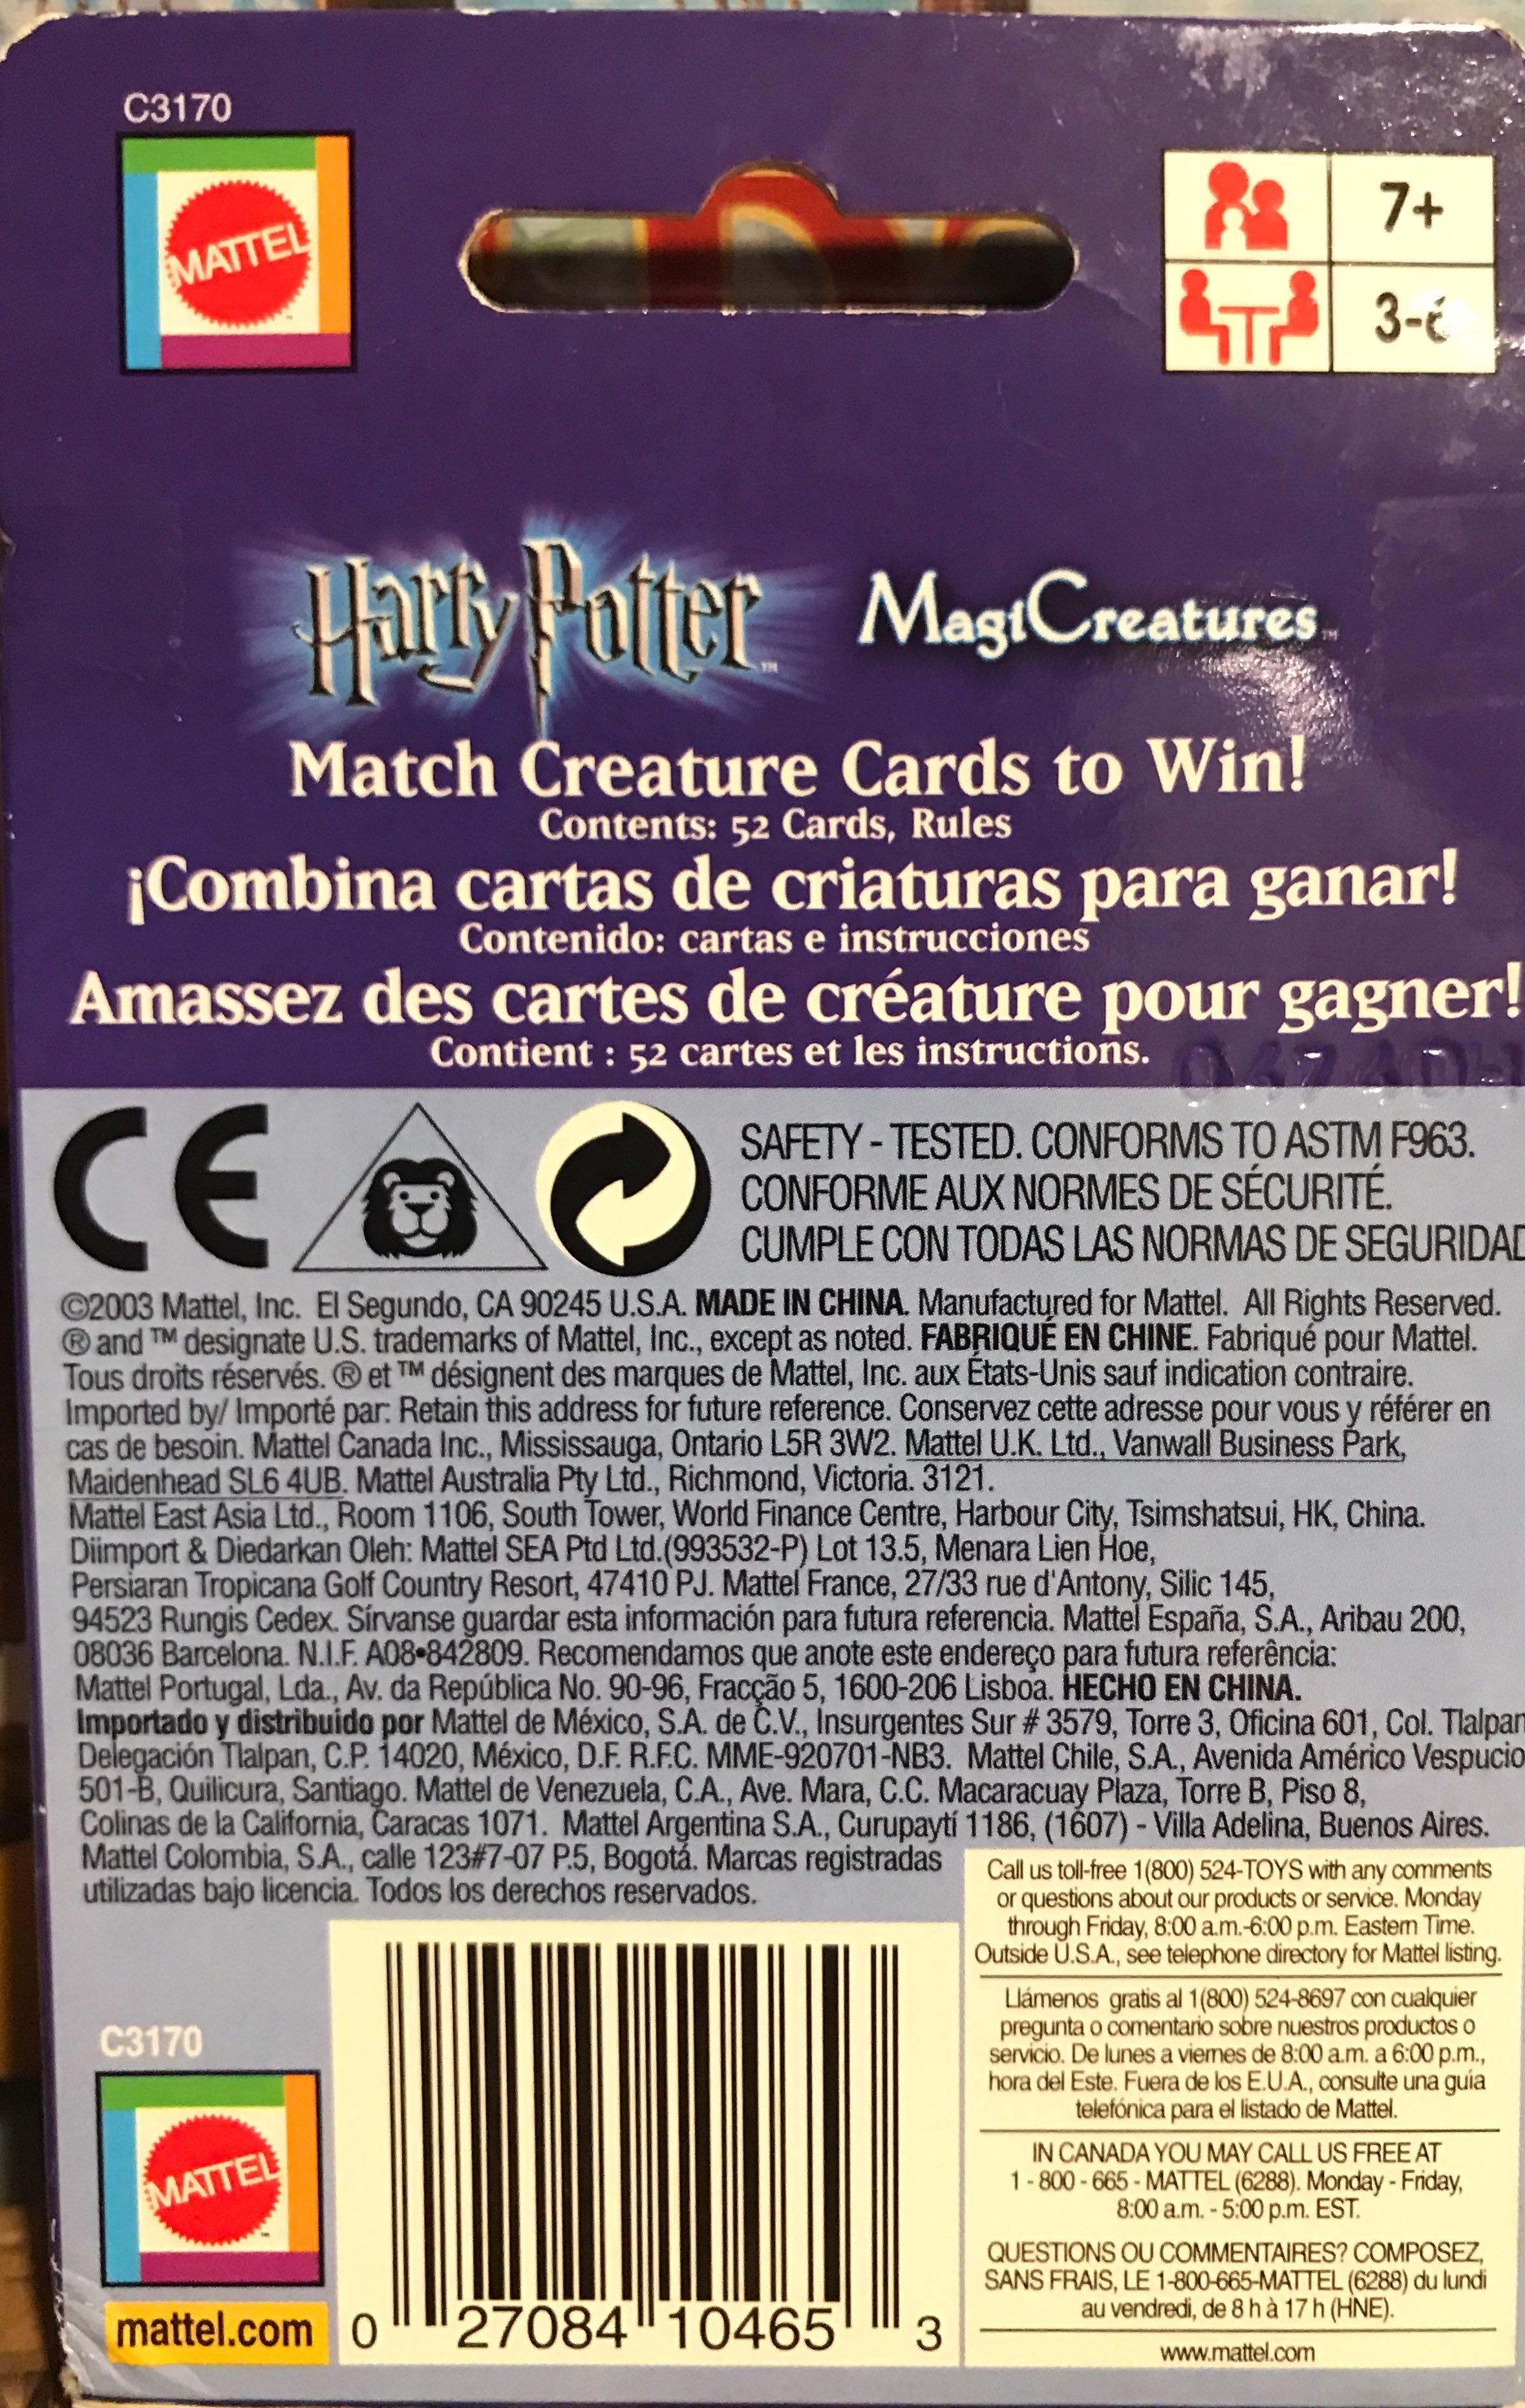 C3170
MATTEL
7+
3-6
Harry Potter™ MagiCreatures™
Match Creature Cards to Win!
Contents: 52 Cards, Rules
¡Combina cartas de criaturas para ganar!
Contenido: cartas e instrucciones
Amassez des cartes de créature pour gagner!
Contient : 52 cartes et les instructions.
CE
SAFETY - TESTED. CONFORMS TO ASTM F963.
CONFORME AUX NORMES DE SÉCURITÉ.
CUMPLE CON TODAS LAS NORMAS DE SEGURIDAD
©2003 Mattel, Inc. El Segundo, CA 90245 U.S.A. MADE IN CHINA. Manufactured for Mattel. All Rights Reserved.
® and ™ designate U.S. trademarks of Mattel, Inc., except as noted. FABRIQUÉ EN CHINE. Fabriqué pour Mattel.
Tous droits réservés. ® et ™ désignent des marques de Mattel, Inc. aux États-Unis sauf indication contraire.
Imported by/ Importé par: Retain this address for future reference. Conservez cette adresse pour vous y référer en
cas de besoin. Mattel Canada Inc., Mississauga, Ontario L5R 3W2. Mattel U.K. Ltd., Vanwall Business Park,
Maidenhead SL6 4UB. Mattel Australia Pty Ltd., Richmond, Victoria. 3121.
Mattel East Asia Ltd., Room 1106, South Tower, World Finance Centre, Harbour City, Tsimshatsui, HK, China.
Diimport & Diedarkan Oleh: Mattel SEA Ptd Ltd.(993532-P) Lot 13.5, Menara Lien Hoe,
Persiaran Tropicana Golf Country Resort, 47410 PJ. Mattel France, 27/33 rue d'Antony, Silic 145,
94523 Rungis Cedex. Sírvanse guardar esta información para futura referencia. Mattel España, S.A., Aribau 200,
08036 Barcelona. N.I.F. A08•842809. Recomendamos que anote este endereço para futura referência:
Mattel Portugal, Lda., Av. da República No. 90-96, Fracção 5, 1600-206 Lisboa. HECHO EN CHINA.
Importado y distribuido por Mattel de México, S.A. de C.V., Insurgentes Sur # 3579, Torre 3, Oficina 601, Col. Tlalpan
Delegación Tlalpan, C.P. 14020, México, D.F. R.F.C. MME-920701-NB3. Mattel Chile, S.A., Avenida Américo Vespucio
501-B, Quilicura, Santiago. Mattel de Venezuela, C.A., Ave. Mara, C.C. Macaracuay Plaza, Torre B, Piso 8,
Colinas de la California, Caracas 1071. Mattel Argentina S.A., Curupaytí 1186, (1607) - Villa Adelina, Buenos Aires.
Mattel Colombia, S.A., calle 123#7-07 P.5, Bogotá. Marcas registradas
utilizadas bajo licencia. Todos los derechos reservados.
Call us toll-free 1(800) 524-TOYS with any comments
or questions about our products or service. Monday
through Friday, 8:00 a.m.-6:00 p.m. Eastern Time.
Outside U.S.A., see telephone directory for Mattel listing.
Llámenos gratis al 1(800) 524-8697 con cualquier
pregunta o comentario sobre nuestros productos o
servicio. De lunes a viernes de 8:00 a.m. a 6:00 p.m.,
hora del Este. Fuera de los E.U.A., consulte una guía
telefónica para el listado de Mattel.
IN CANADA YOU MAY CALL US FREE AT
1 - 800 - 665 - MATTEL (6288). Monday - Friday,
8:00 a.m. - 5:00 p.m. EST.
QUESTIONS OU COMMENTAIRES? COMPOSEZ,
SANS FRAIS, LE 1-800-665-MATTEL (6288) du lundi
au vendredi, de 8 h à 17 h (HNE).
www.mattel.com
C3170
MATTEL
mattel.com
0 27084 10465 3